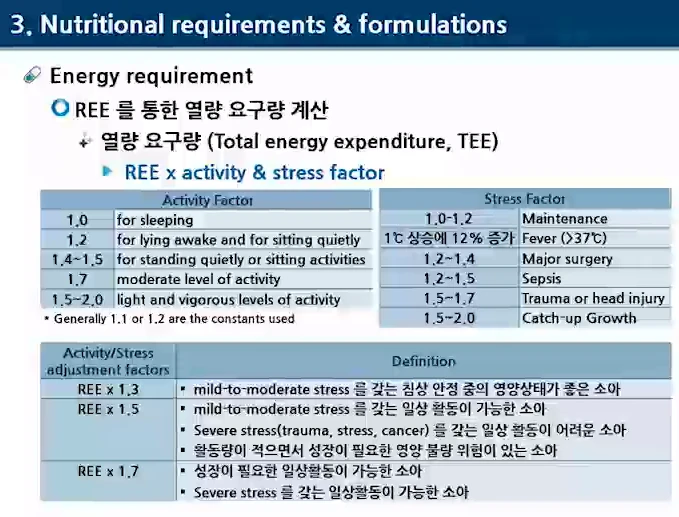 3. Nutritional requirements & formulations
Energy requirement
REE 를 통한 열량 요구량 계산
열량 요구량 (Total energy expenditure, TEE)
REE x activity & stress factor
Activity Factor
1.0 for sleeping
1.2 for lying awake and for sitting quietly
1.4~1.5 for standing quietly or sitting activities
1.7 moderate level of activity
1.5~2.0 light and vigorous levels of activity
* Generally 1.1 or 1.2 are the constants used
Stress Factor
1.0-1.2 Maintenance
1℃ 상승에 12% 증가 Fever (>37℃)
1.2~1.4 Major surgery
1.2~1.5 Sepsis
1.5~1.7 Trauma or head injury
1.5~2.0 Catch-up Growth
Activity/Stress
adjustment factors
Definition
REE x 1.3 ▪ mild-to-moderate stress 를 갖는 침상 안정 중의 영양상태가 좋은 소아
REE x 1.5 ▪ mild-to-moderate stress 를 갖는 일상 활동이 가능한 소아
▪ Severe stress(trauma, stress, cancer) 를 갖는 일상 활동이 어려운 소아
▪ 활동량이 적으면서 성장이 필요한 영양 불량 위험이 있는 소아
REE x 1.7 ▪ 성장이 필요한 일상활동이 가능한 소아
▪ Severe stress 를 갖는 일상활동이 가능한 소아